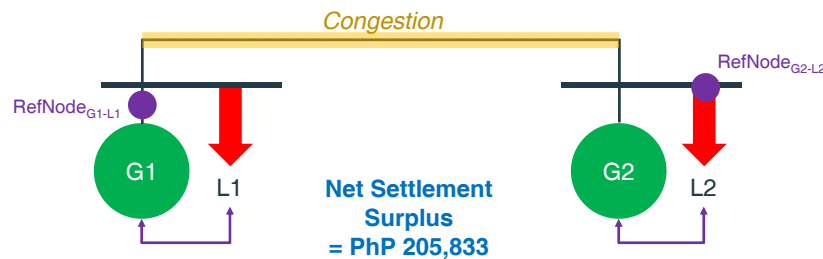 Congestion
RefNodeG2-L2
RefNodeG1-L1
G1
L1
G2
L2
Net Settlement
Surplus
= PhP 205,833